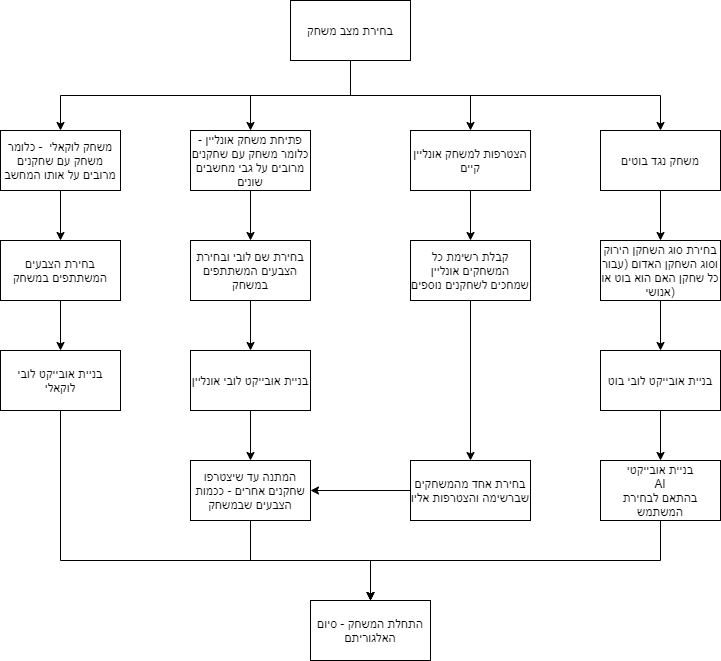 בחירת מצב משחק
משחק לוקאלי - כלומר
משחק עם שחקנים
מרובים על אותו המחשב
פתיחת משחק אונליין -
כלומר משחק עם שחקנים
מרובים על גבי מחשבים
שונים
הצטרפות למשחק אונליין
קיים
משחק נגד בוטים
בחירת הצבעים
המשתתפים במשחק
בחירת שם לובי ובחירת
הצבעים המשתתפים
במשחק
קבלת רשימת כל
המשחקים אונליין
שמחכים לשחקנים נוספים
בחירת סוג השחקן הירוק
וסוג השחקן האדום (עבור
כל שחקן האם הוא בוט או
אנושי)
בניית אובייקט לובי
לוקאלי
בניית אובייקט לובי אונליין
בניית אובייקט לובי בוט
המתנה עד שיצטרפו
שחקנים אחרים - ככמות
הצבעים שבמשחק
בחירת אחד מהמשחקים
שברשימה והצטרפות אליו
בניית אובייקטי
AI
בהתאם לבחירת
המשתמש
התחלת המשחק - סיום
האלגוריתם